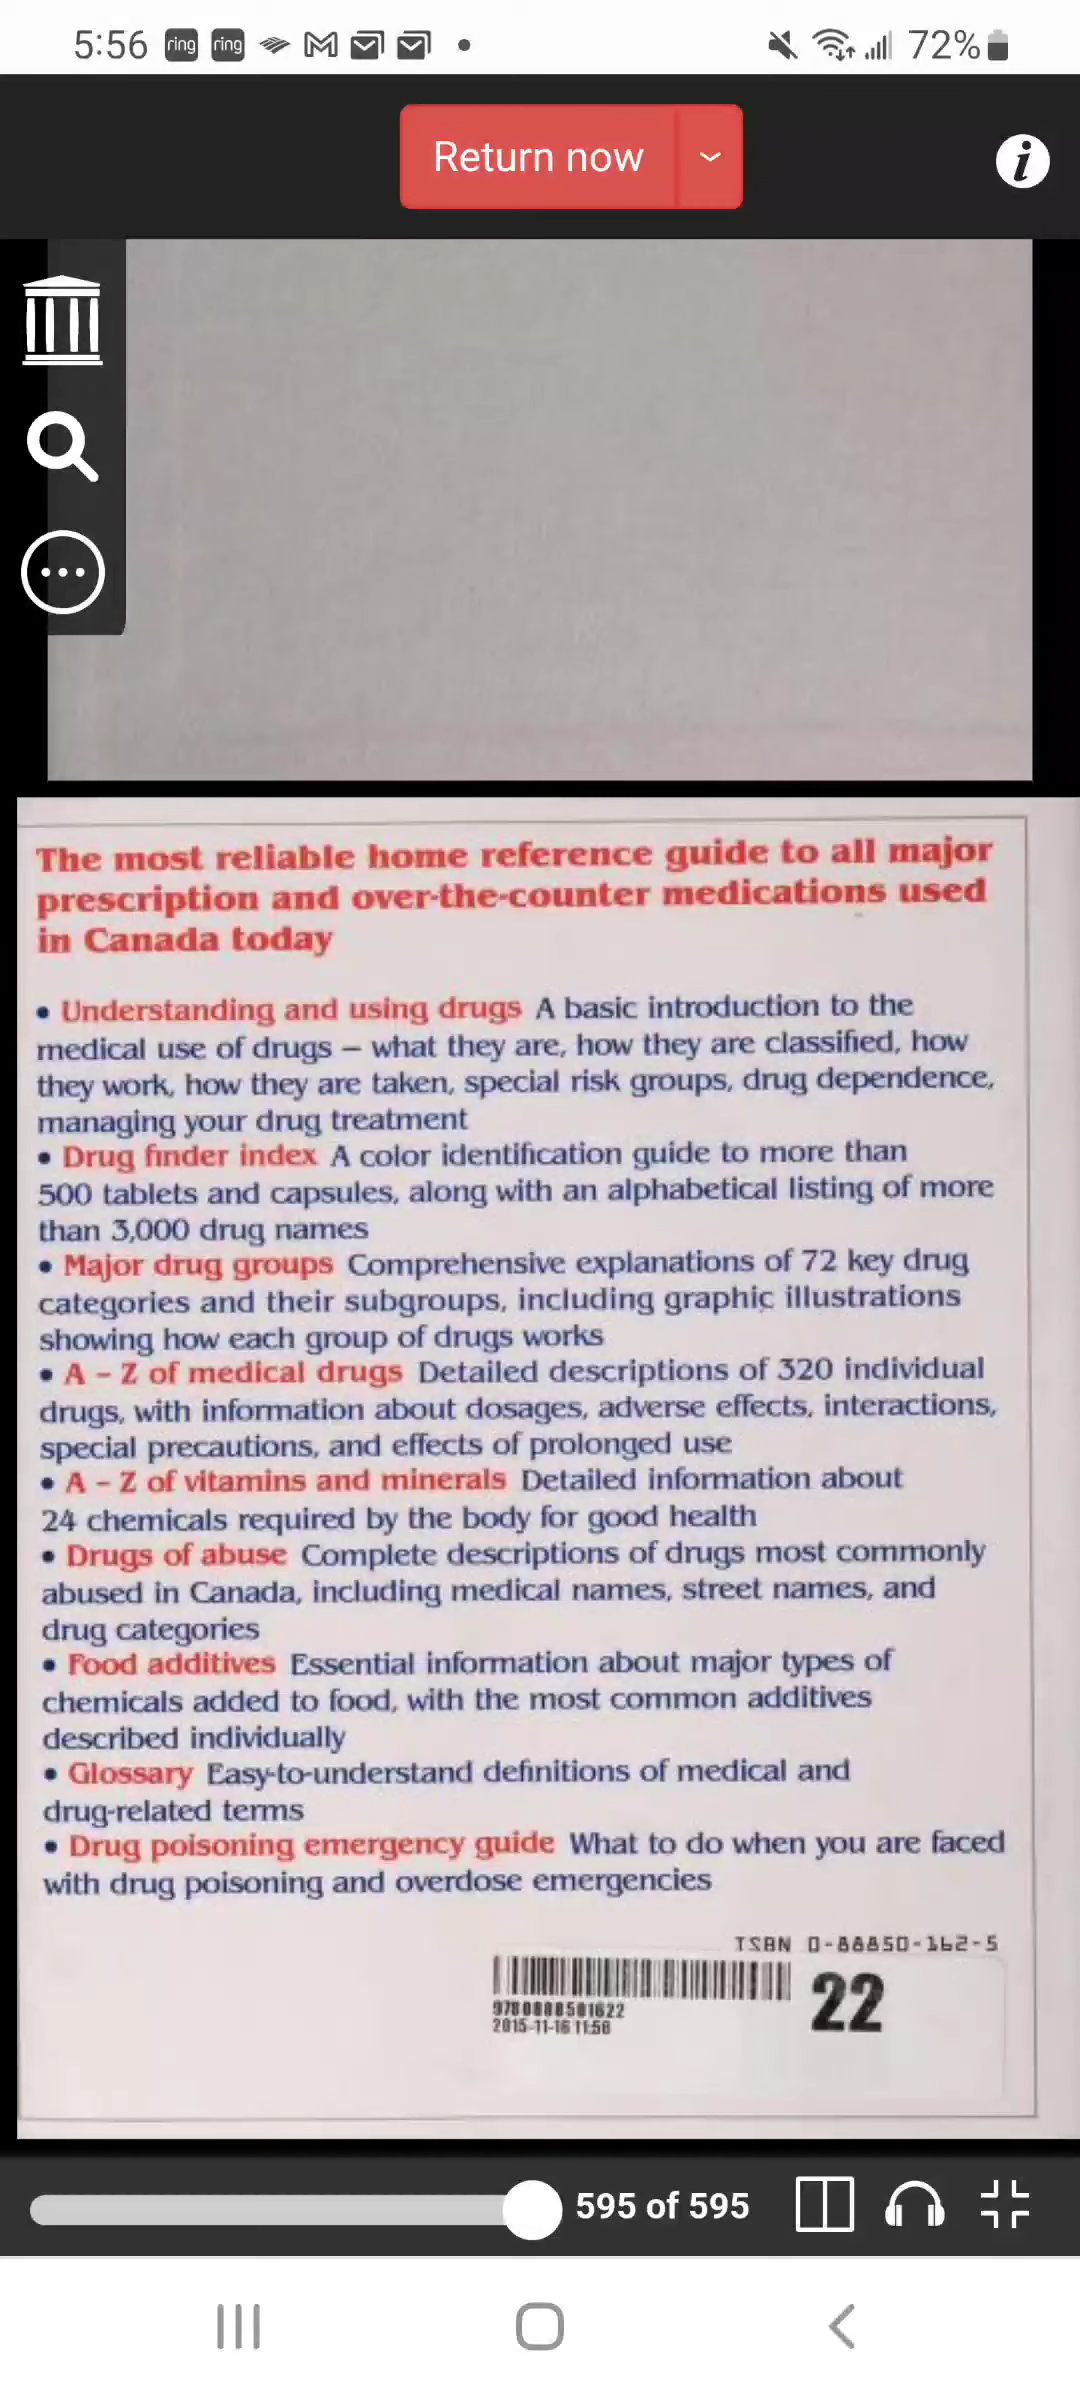 5:56 ring ring 72%
Return now
The most reliable home reference guide to all major
prescription and over-the-counter medications used
in Canada today
• Understanding and using drugs A basic introduction to the
medical use of drugs – what they are, how they are classified, how
they work, how they are taken, special risk groups, drug dependence,
managing your drug treatment
• Drug finder index A color identification guide to more than
500 tablets and capsules, along with an alphabetical listing of more
than 3,000 drug names
• Major drug groups Comprehensive explanations of 72 key drug
categories and their subgroups, including graphic illustrations
showing how each group of drugs works
• A – Z of medical drugs Detailed descriptions of 320 individual
drugs, with information about dosages, adverse effects, interactions,
special precautions, and effects of prolonged use
• A – Z of vitamins and minerals Detailed information about
24 chemicals required by the body for good health
• Drugs of abuse Complete descriptions of drugs most commonly
abused in Canada, including medical names, street names, and
drug categories
• Food additives Essential information about major types of
chemicals added to food, with the most common additives
described individually
• Glossary Easy-to-understand definitions of medical and
drug-related terms
• Drug poisoning emergency guide What to do when you are faced
with drug poisoning and overdose emergencies
ISBN 0-88850-162-5
22
9780888501622
2015-11-16 11:56
595 of 595